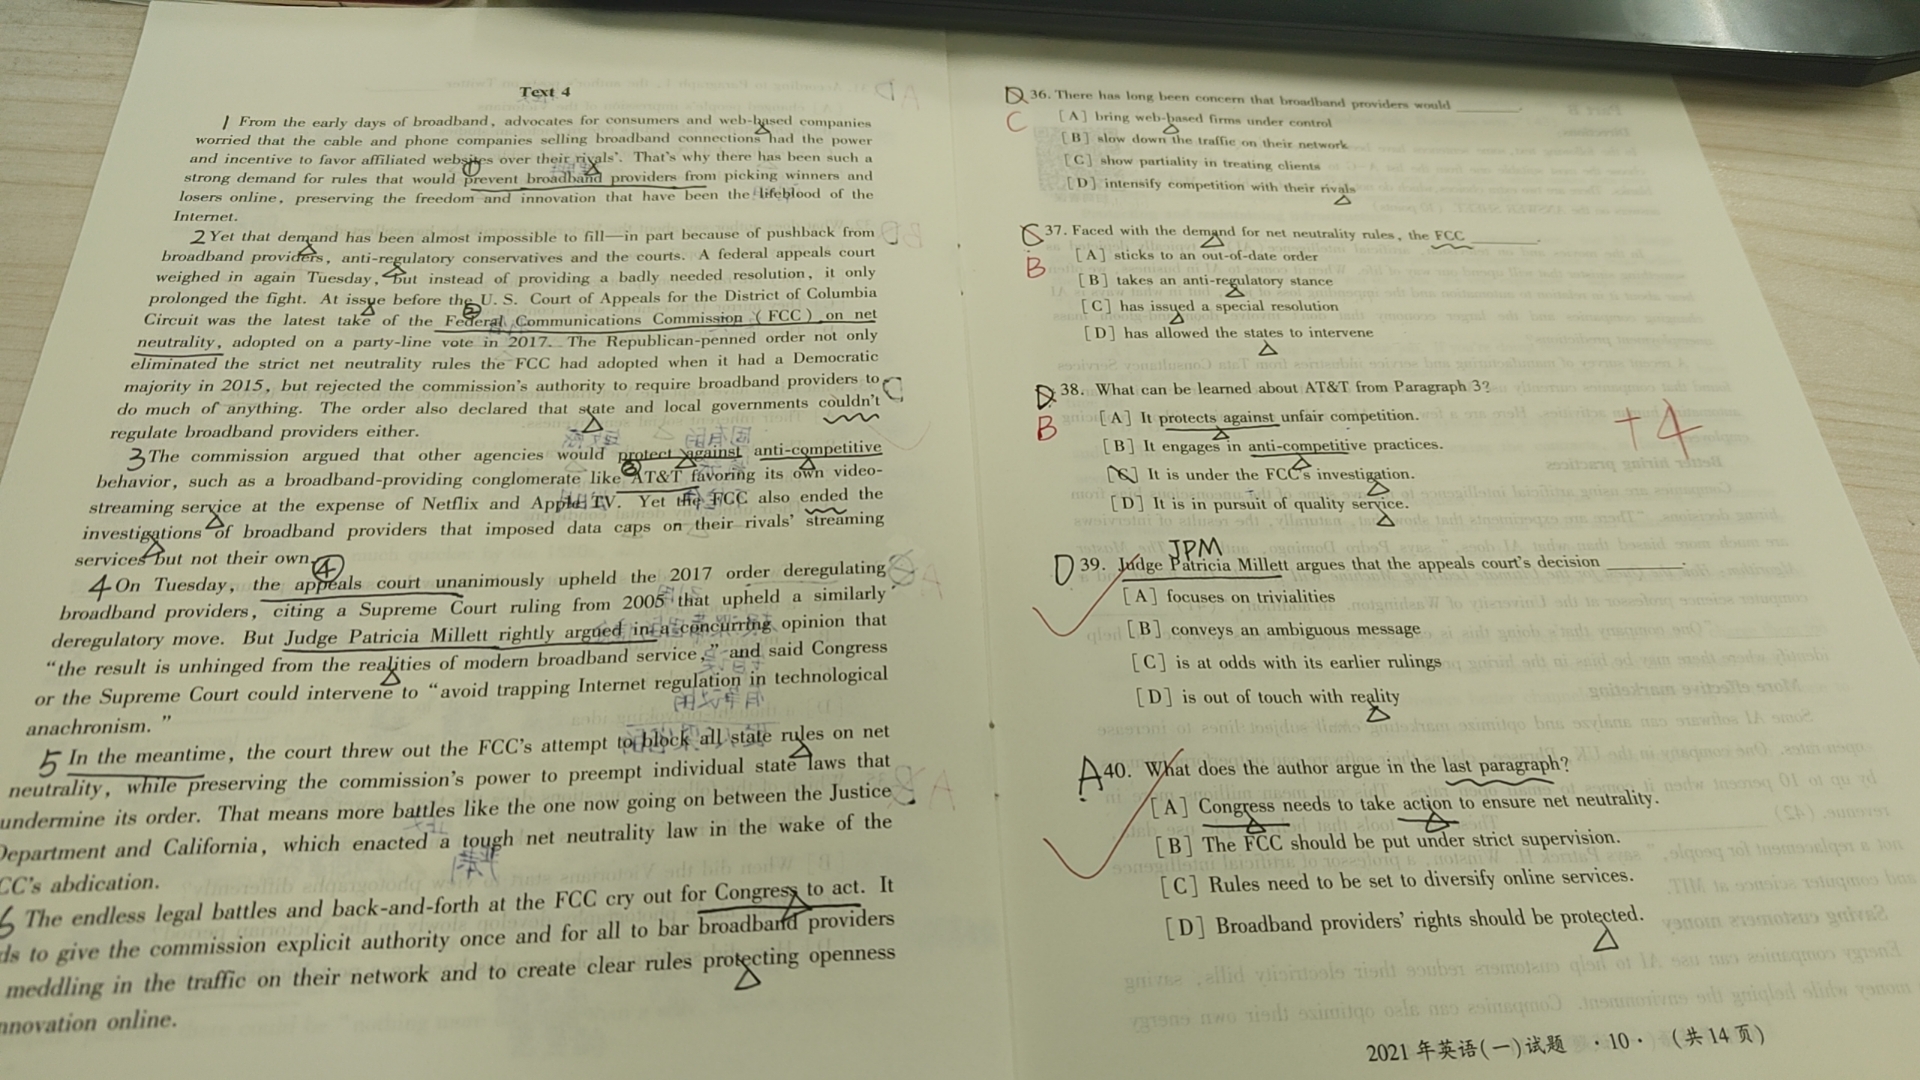 Text 4
1 From the early days of broadband, advocates for consumers and web-based companies
worried that the cable and phone companies selling broadband connections had the power
and incentive to favor affiliated websites over their rivals'. That's why there has been such a
strong demand for rules that would prevent broadband providers from picking winners and
losers online, preserving the freedom and innovation that have been the lifeblood of the
Internet.
2 Yet that demand has been almost impossible to fill—in part because of pushback from
broadband providers, anti-regulatory conservatives and the courts. A federal appeals court
weighed in again Tuesday, but instead of providing a badly needed resolution, it only
prolonged the fight. At issue before the U. S. Court of Appeals for the District of Columbia
Circuit was the latest take of the Federal Communications Commission (FCC) on net
neutrality, adopted on a party-line vote in 2017. The Republican-penned order not only
eliminated the strict net neutrality rules the FCC had adopted when it had a Democratic
majority in 2015, but rejected the commission's authority to require broadband providers to
do much of anything. The order also declared that state and local governments couldn't
regulate broadband providers either.
3 The commission argued that other agencies would protect against anti-competitive
behavior, such as a broadband-providing conglomerate like AT&T favoring its own video-
streaming service at the expense of Netflix and Apple TV. Yet the FCC also ended the
investigations of broadband providers that imposed data caps on their rivals' streaming
services but not their own.
4 On Tuesday, the appeals court unanimously upheld the 2017 order deregulating
broadband providers, citing a Supreme Court ruling from 2005 that upheld a similarly
deregulatory move. But Judge Patricia Millett rightly argued in a concurring opinion that
"the result is unhinged from the realities of modern broadband service," and said Congress
or the Supreme Court could intervene to "avoid trapping Internet regulation in technological
anachronism."
5 In the meantime, the court threw out the FCC's attempt to block all state rules on net
neutrality, while preserving the commission's power to preempt individual state laws that
undermine its order. That means more battles like the one now going on between the Justice
Department and California, which enacted a tough net neutrality law in the wake of the
CC's abdication.
6 The endless legal battles and back-and-forth at the FCC cry out for Congress to act. It
ds to give the commission explicit authority once and for all to bar broadband providers
meddling in the traffic on their network and to create clear rules protecting openness
nnovation online.
D 36. There has long been concern that broadband providers would ______.
C [A] bring web-based firms under control
[B] slow down the traffic on their network
[C] show partiality in treating clients
[D] intensify competition with their rivals
C 37. Faced with the demand for net neutrality rules, the FCC ______.
B [A] sticks to an out-of-date order
[B] takes an anti-regulatory stance
[C] has issued a special resolution
[D] has allowed the states to intervene
D 38. What can be learned about AT&T from Paragraph 3?
B [A] It protects against unfair competition.
[B] It engages in anti-competitive practices.
[C] It is under the FCC's investigation.
[D] It is in pursuit of quality service.
+4
JPM
D 39. Judge Patricia Millett argues that the appeals court's decision ______.
[A] focuses on trivialities
[B] conveys an ambiguous message
[C] is at odds with its earlier rulings
[D] is out of touch with reality
A 40. What does the author argue in the last paragraph?
[A] Congress needs to take action to ensure net neutrality.
[B] The FCC should be put under strict supervision.
[C] Rules need to be set to diversify online services.
[D] Broadband providers' rights should be protected.
2021 年英语(一)试题 · 10 · (共 14 页)